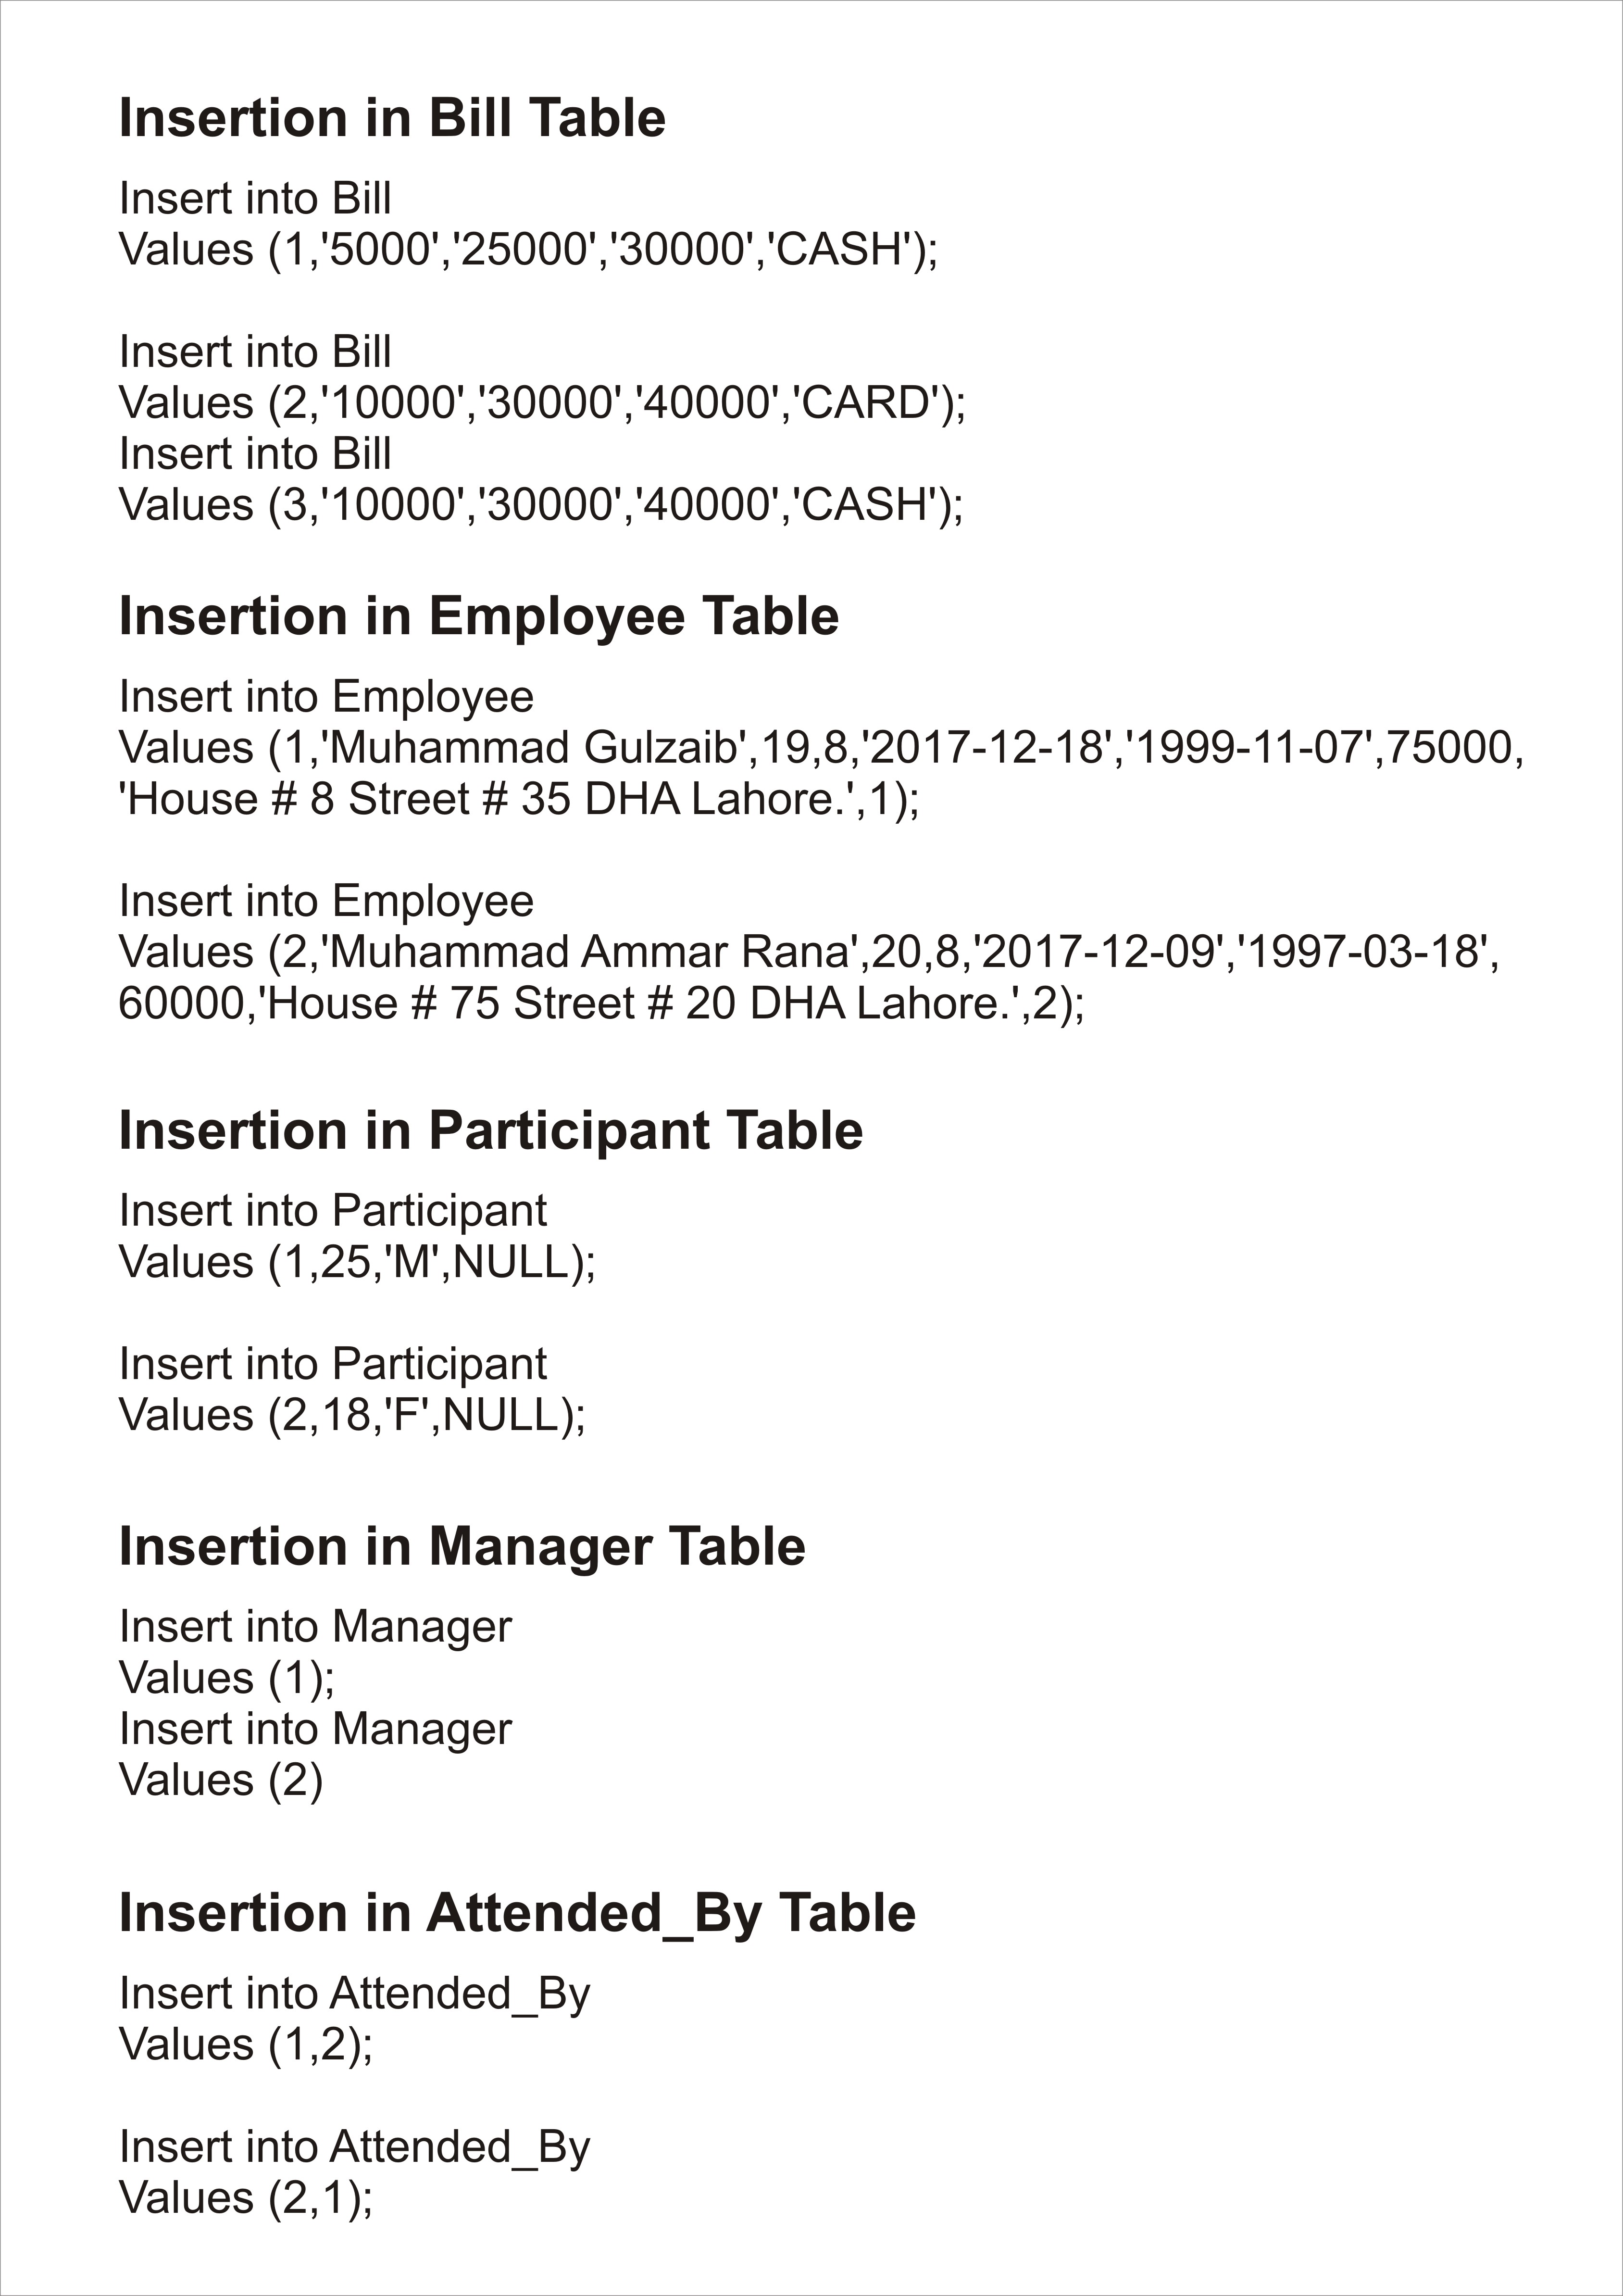 Insertion in Bill Table
Insert into Bill
Values (1,'5000','25000','30000','CASH');
Insert into Bill
Values (2,'10000','30000','40000','CARD');
Insert into Bill
Values (3,'10000','30000','40000','CASH');
Insertion in Employee Table
Insert into Employee
Values (1,'Muhammad Gulzaib',19,8,'2017-12-18','1999-11-07',75000,
'House # 8 Street # 35 DHA Lahore.',1);
Insert into Employee
Values (2,'Muhammad Ammar Rana',20,8,'2017-12-09','1997-03-18',
60000,'House # 75 Street # 20 DHA Lahore.',2);
Insertion in Participant Table
Insert into Participant
Values (1,25,'M',NULL);
Insert into Participant
Values (2,18,'F',NULL);
Insertion in Manager Table
Insert into Manager
Values (1);
Insert into Manager
Values (2)
Insertion in Attended_By Table
Insert into Attended_By
Values (1,2);
Insert into Attended_By
Values (2,1);